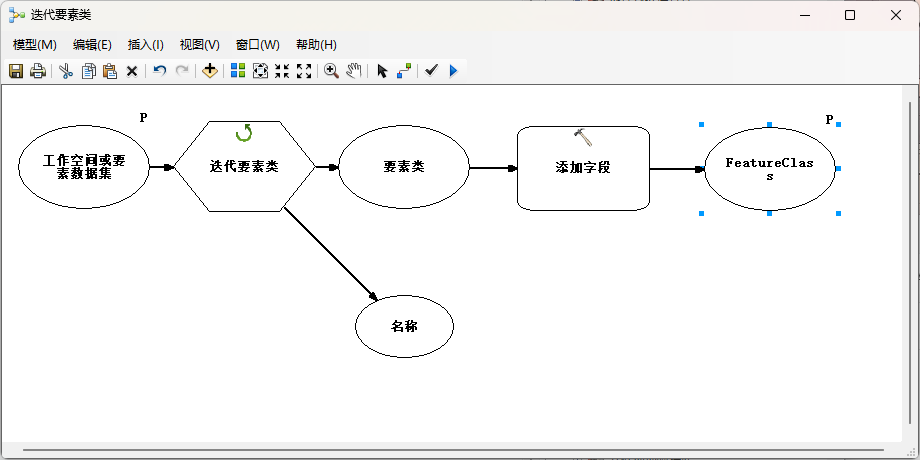 迭代要素类
模型(M) 编辑(E) 插入(I) 视图(V) 窗口(W) 帮助(H)
P
P
工作空间或要
素数据集
迭代要素类
要素类
添加字段
FeatureClas
s
名称